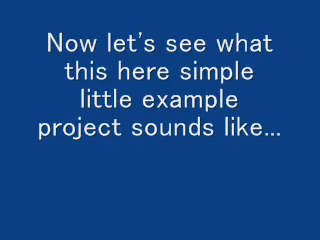 Now let's see what
this here simple
little example
project sounds like...